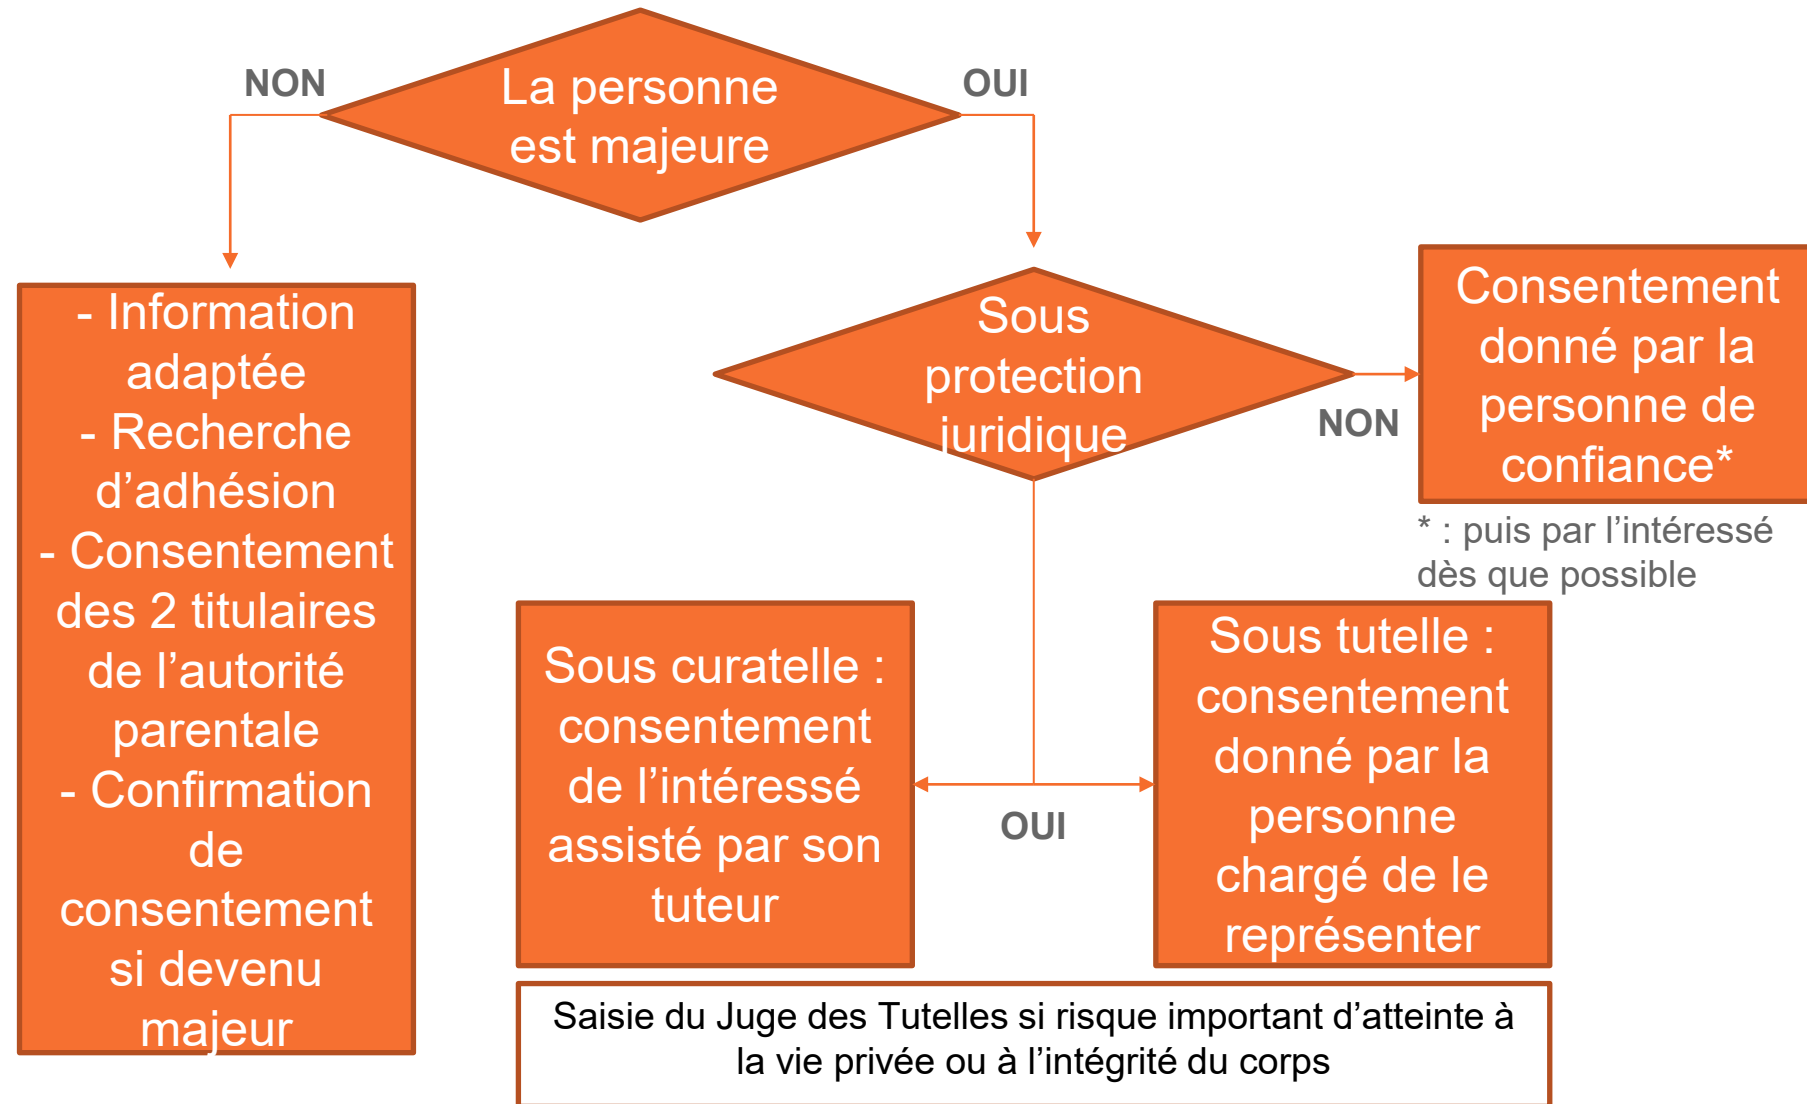 NON
La personne
est majeure
OUI
- Information
adaptée
- Recherche
d’adhésion
- Consentement
des 2 titulaires
de l’autorité
parentale
- Confirmation
de
consentement
si devenu
majeur
Sous
protection
juridique
NON
Consentement
donné par la
personne de
confiance*
* : puis par l’intéressé
dès que possible
Sous curatelle :
consentement
de l’intéressé
assisté par son
tuteur
OUI
Sous tutelle :
consentement
donné par la
personne
chargé de le
représenter
Saisie du Juge des Tutelles si risque important d’atteinte à
la vie privée ou à l’intégrité du corps